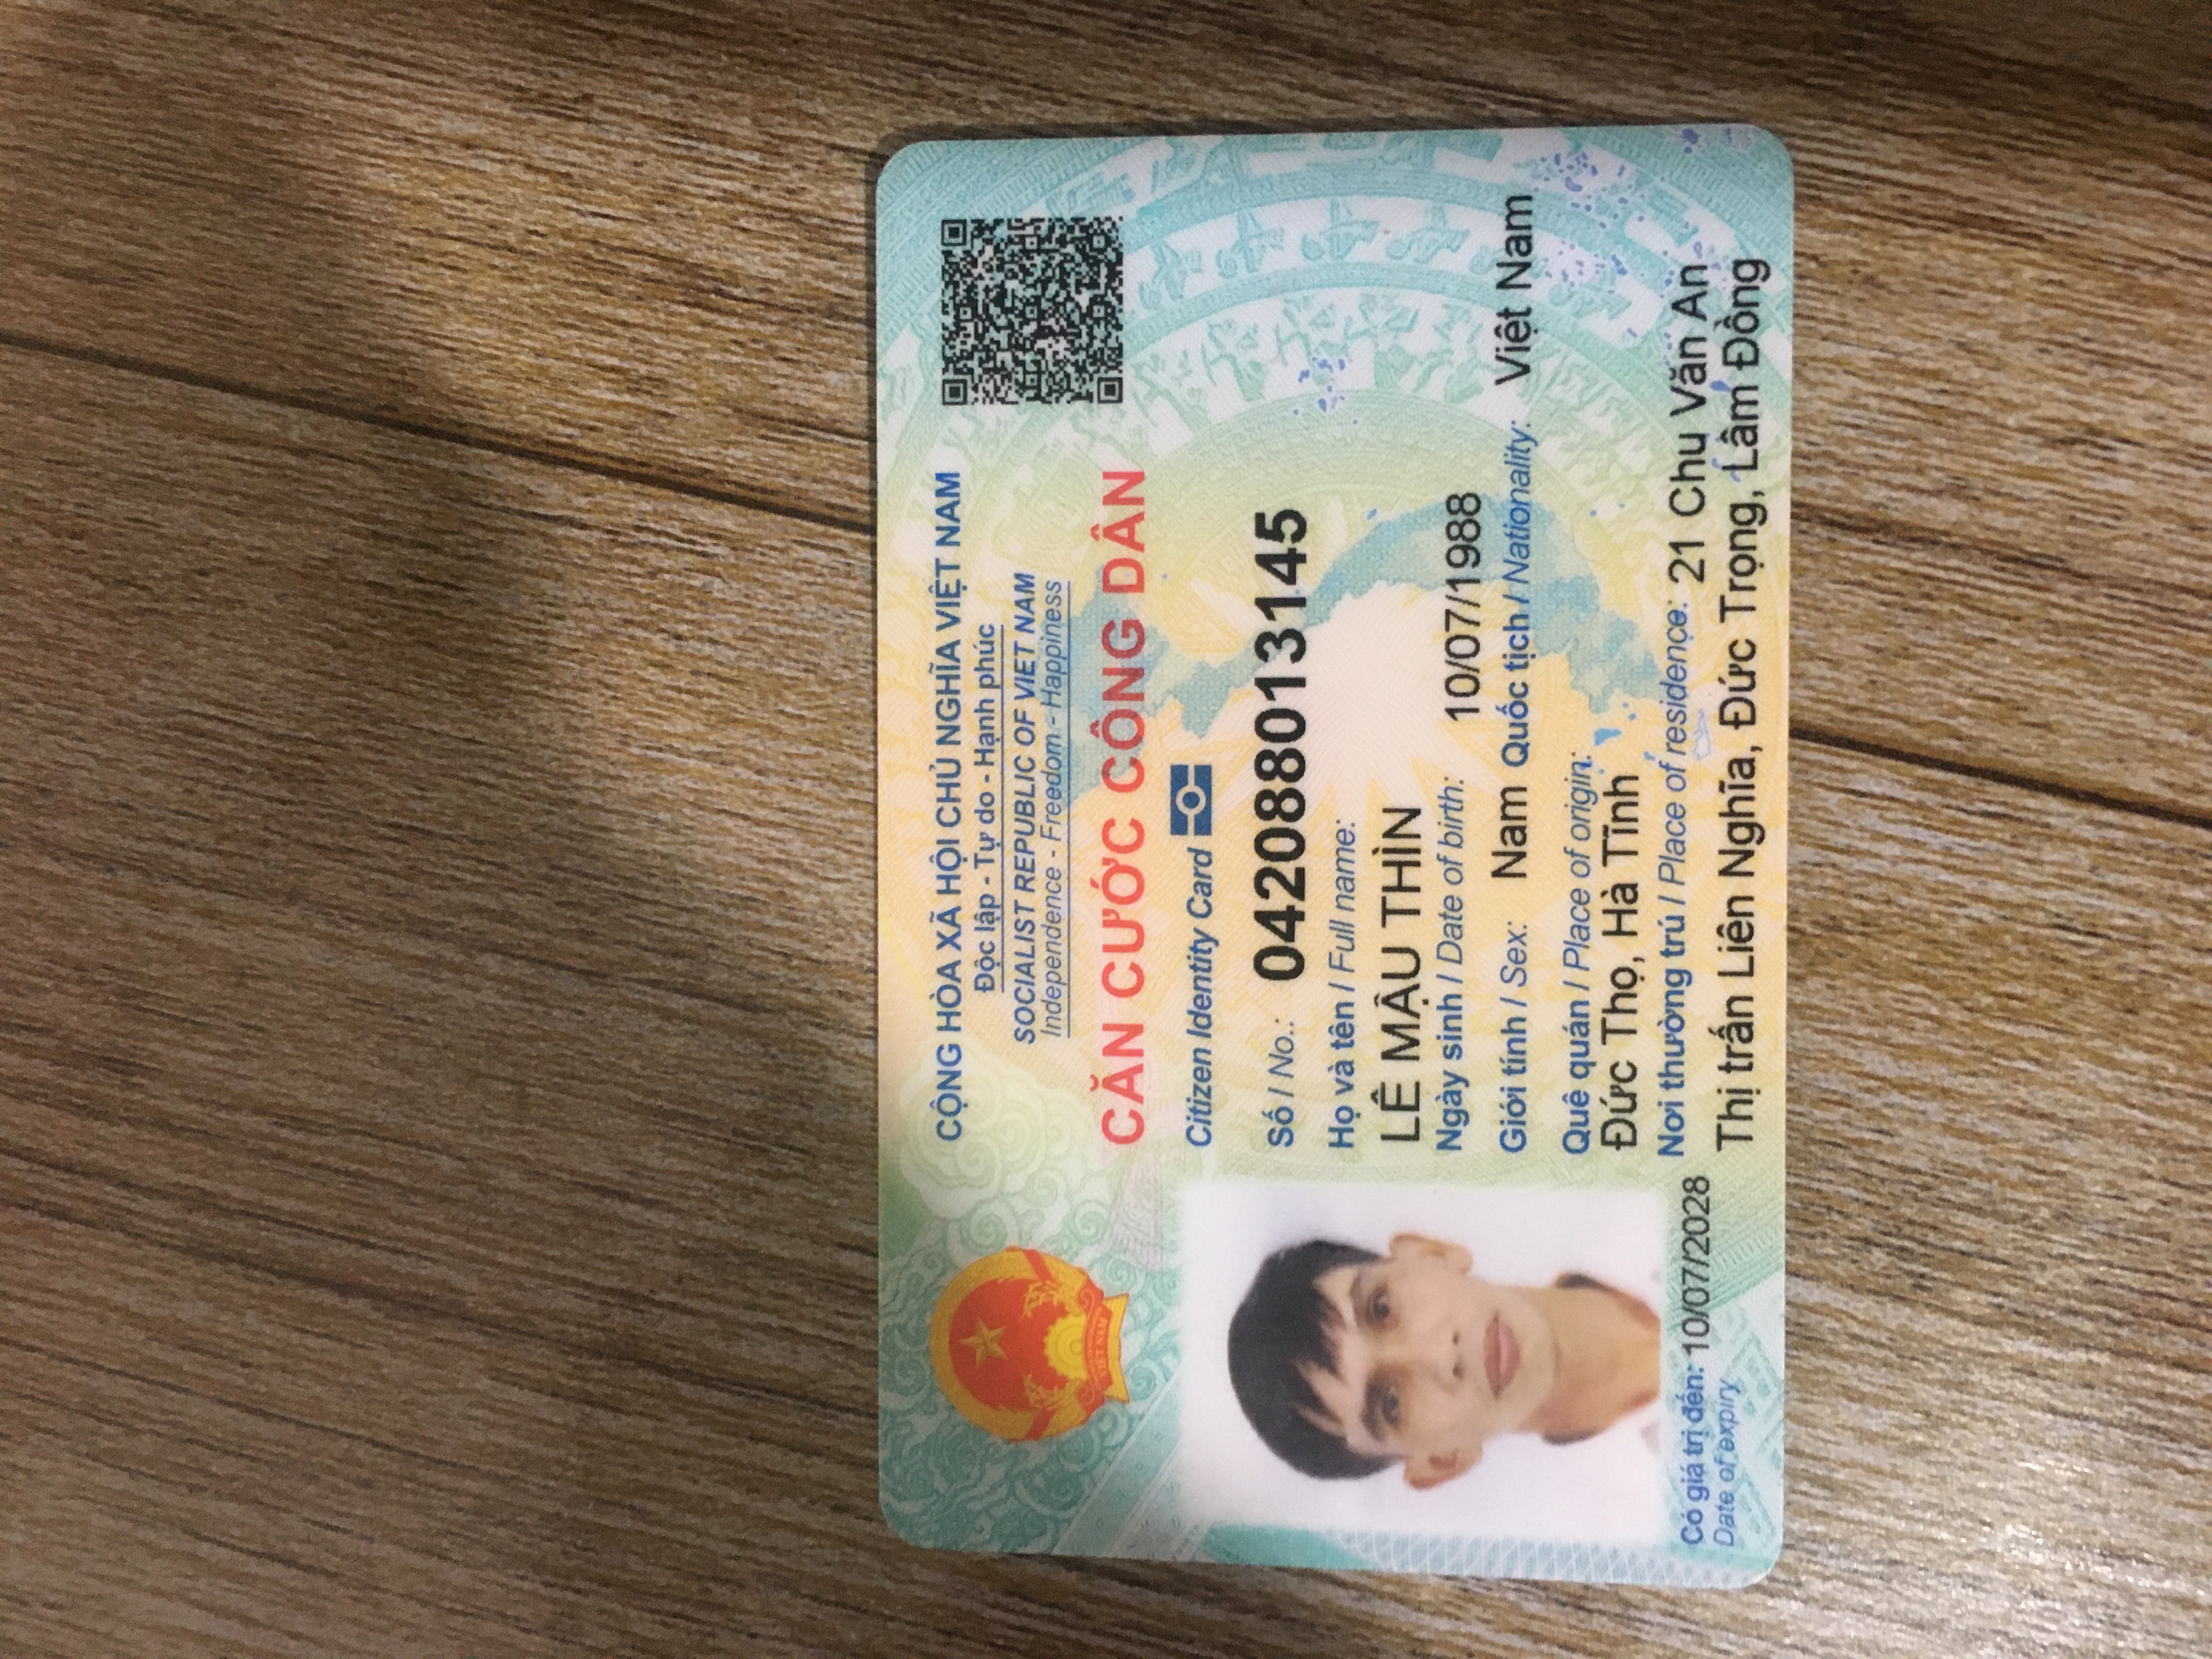 CỘNG HÒA XÃ HỘI CHỦ NGHĨA VIỆT NAM
Độc lập - Tự do - Hạnh phúc
SOCIALIST REPUBLIC OF VIET NAM
Independence - Freedom - Happiness
CĂN CƯỚC CÔNG DÂN
Citizen Identity Card
VIỆT NAM
Số / No.: 042088013145
Họ và tên / Full name:
LÊ MẬU THÌN
Ngày sinh / Date of birth: 10/07/1988
Giới tính / Sex: Nam Quốc tịch / Nationality: Việt Nam
Quê quán / Place of origin:
Đức Thọ, Hà Tĩnh
Nơi thường trú / Place of residence: 21 Chu Văn An
Thị trấn Liên Nghĩa, Đức Trọng, Lâm Đồng
Có giá trị đến: 10/07/2028
Date of expiry